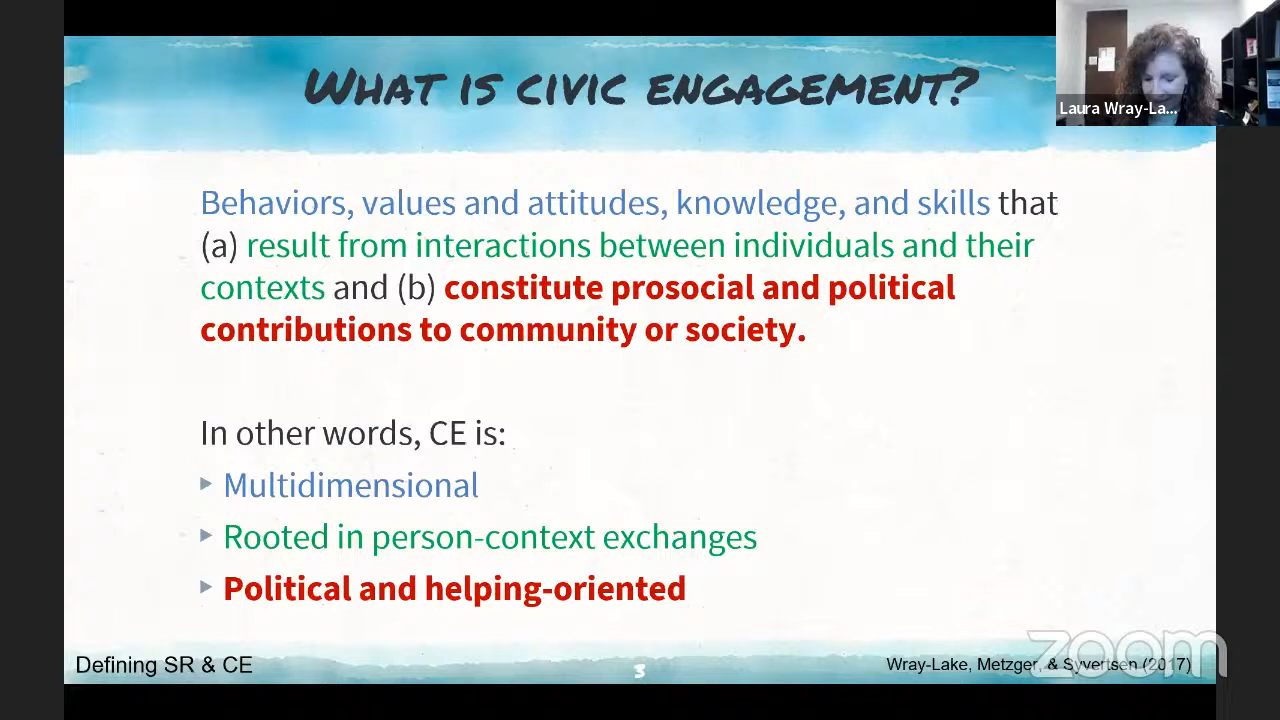 WHAT IS CIVIC ENGAGEMENT?
Laura Wray-La...
Behaviors, values and attitudes, knowledge, and skills that
(a) result from interactions between individuals and their
contexts and (b) constitute prosocial and political
contributions to community or society.
In other words, CE is:
Multidimensional
Rooted in person-context exchanges
Political and helping-oriented
Defining SR & CE
3
Wray-Lake, Metzger, & Syvertsen (2017)
zoom